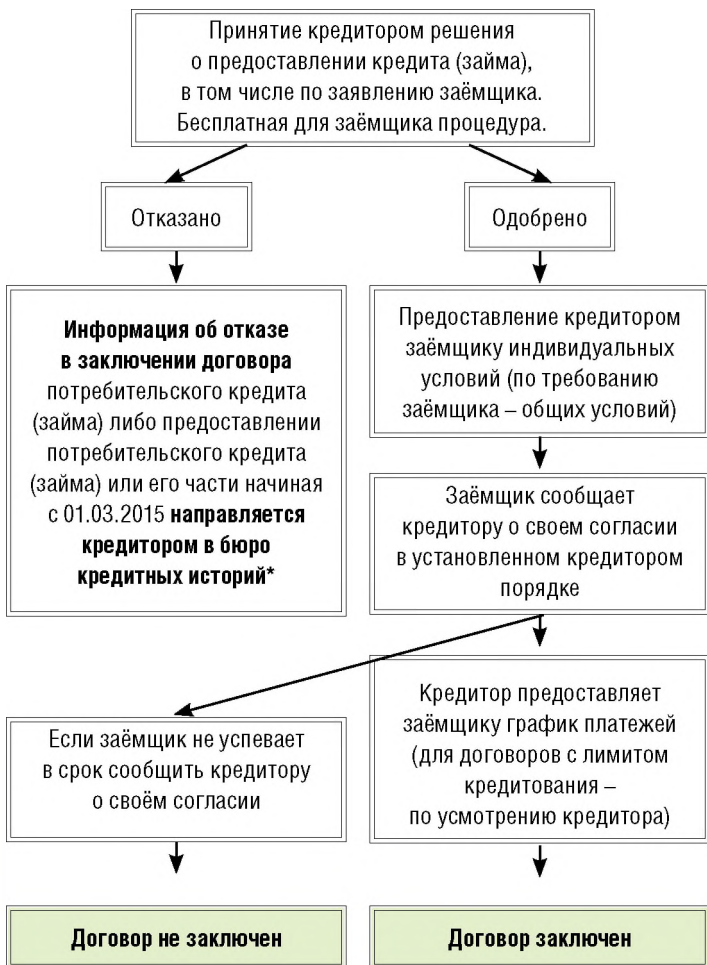 Принятие кредитором решения
о предоставлении кредита (займа),
в том числе по заявлению заёмщика.
Бесплатная для заёмщика процедура.
Отказано
Одобрено
Информация об отказе
в заключении договора
потребительского кредита
(займа) либо предоставлении
потребительского кредита
(займа) или его части начиная
с 01.03.2015 направляется
кредитором в бюро
кредитных историй*
Предоставление кредитором
заёмщику индивидуальных
условий (по требованию
заёмщика – общих условий)
Заёмщик сообщает
кредитору о своем согласии
в установленном кредитором
порядке
Если заёмщик не успевает
в срок сообщить кредитору
о своём согласии
Кредитор предоставляет
заёмщику график платежей
(для договоров с лимитом
кредитования –
по усмотрению кредитора)
Договор не заключен
Договор заключен